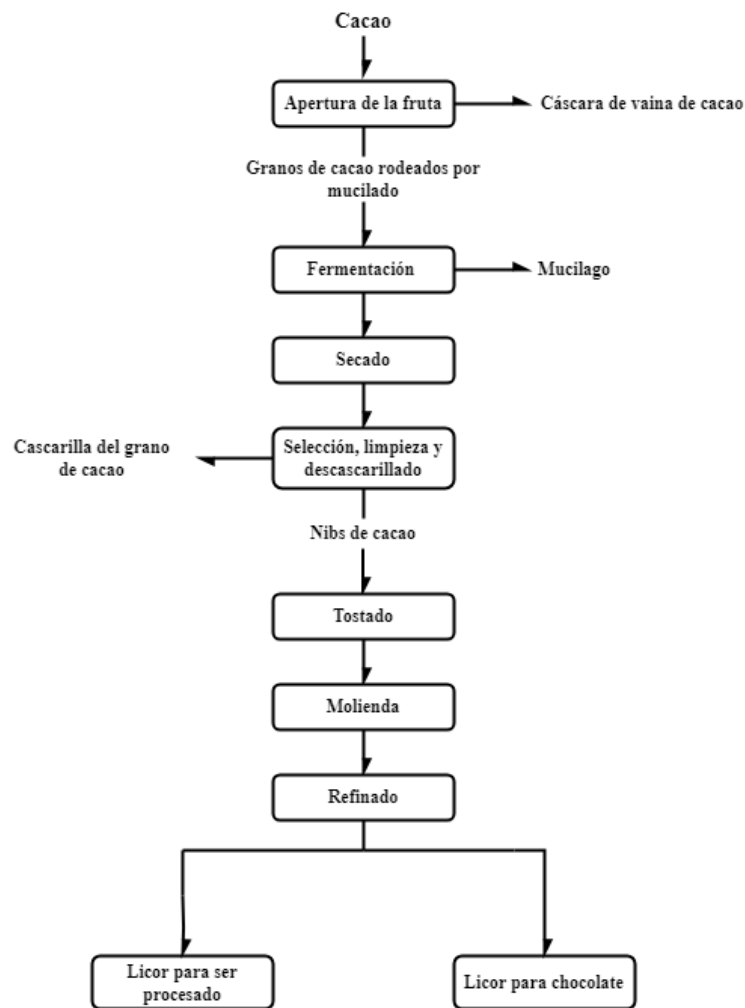 Cacao
Apertura de la fruta
Cáscara de vaina de cacao
Granos de cacao rodeados por
mucilado
Fermentación
Mucilago
Secado
Cascarilla del grano
de cacao
Selección, limpieza y
descascarillado
Nibs de cacao
Tostado
Molienda
Refinado
Licor para ser
procesado
Licor para chocolate